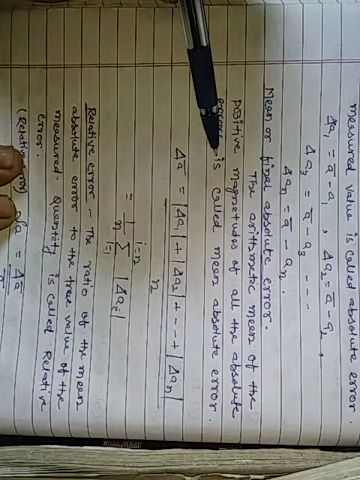 measured value is called absolute error.
Δa₁ = a̅ - a₁ , Δa₂ = a̅ - a₂ ,
Δa₃ = a̅ - a₃ - - - -
Δaₙ = a̅ - aₙ.
Mean or final absolute error.
The arithmetic mean of the
positive magnitudes of all the absolute
is called mean absolute error.
Δa̅ = |Δa₁| + |Δa₂| + - - + |Δaₙ| / n
= 1/n Σ i=1 i=n |Δaᵢ|
Relative error - The ratio of the mean
absolute error to the true value of the
measured - Quantity is called Relative
error.
(Relative = Δa̅